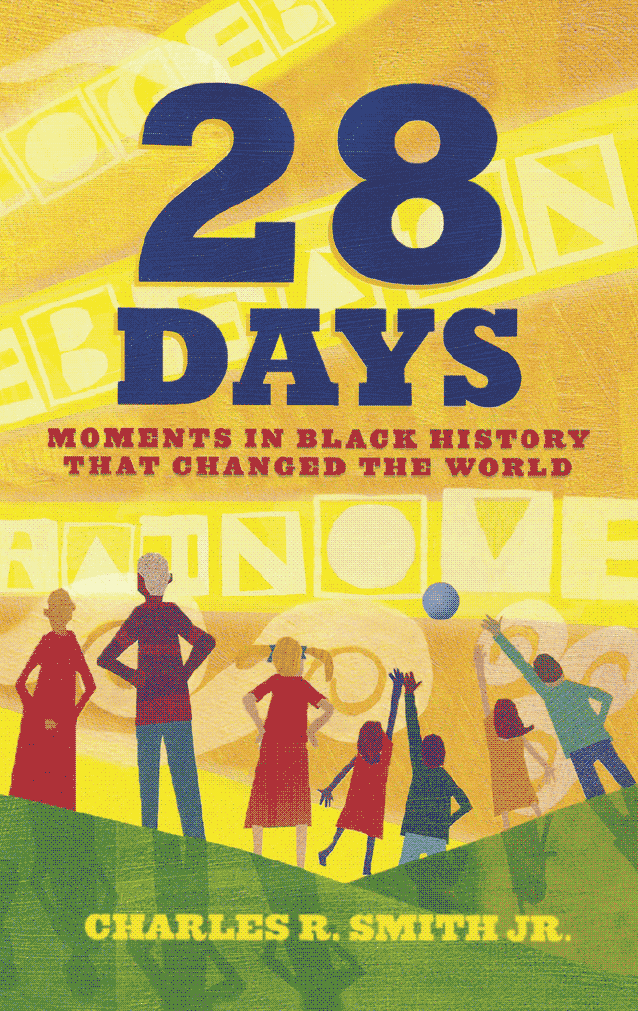 28
DAYS
MOMENTS IN BLACK HISTORY
THAT CHANGED THE WORLD
CHARLES R. SMITH JR.